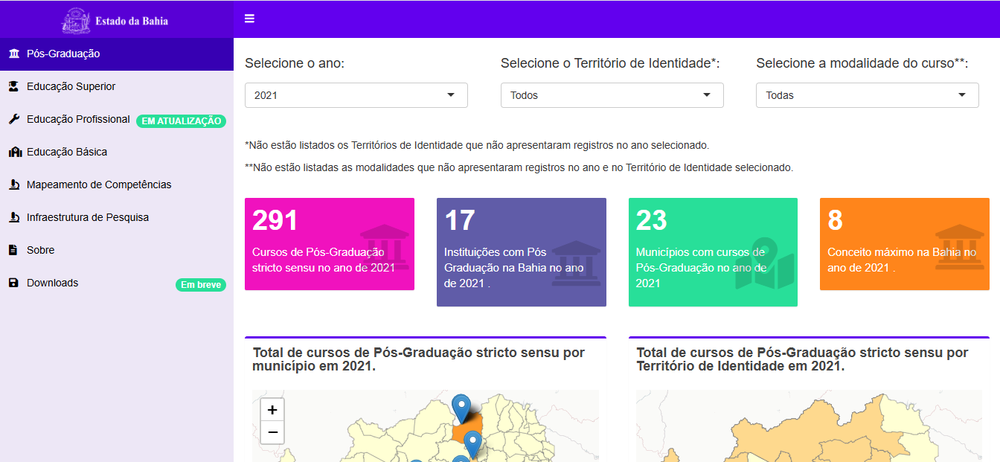 Estado da Bahia
Pós-Graduação
Educação Superior
Educação Profissional
EM ATUALIZAÇÃO
Educação Básica
Mapeamento de Competências
Infraestrutura de Pesquisa
Sobre
Downloads
Em breve
Selecione o ano:
2021
Selecione o Território de Identidade*:
Todos
Selecione a modalidade do curso**:
Todas
*Não estão listados os Territórios de Identidade que não apresentaram registros no ano selecionado.
**Não estão listadas as modalidades que não apresentaram registros no ano e no Território de Identidade selecionado.
291
Cursos de Pós-Graduação
stricto sensu no ano de 2021
17
Instituições com Pós
Graduação na Bahia no ano
de 2021 .
23
Municípios com cursos de
Pós-Graduação no ano de
2021
8
Conceito máximo na Bahia no
ano de 2021 .
Total de cursos de Pós-Graduação stricto sensu por
município em 2021.
+
−
Total de cursos de Pós-Graduação stricto sensu por
Território de Identidade em 2021.